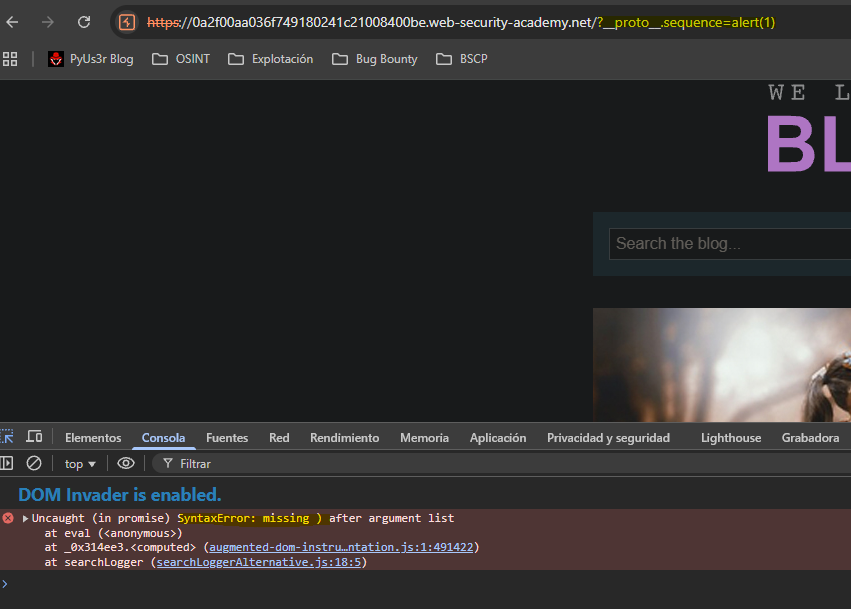 https://0a2f00aa036f749180241c21008400be.web-security-academy.net/?__proto__.sequence=alert(1)
PyUs3r Blog OSINT Explotación Bug Bounty BSCP
WE L
BL
Search the blog...
Elementos Consola Fuentes Red Rendimiento Memoria Aplicación Privacidad y seguridad Lighthouse Grabadora
top Filtrar
DOM Invader is enabled.
Uncaught (in promise) SyntaxError: missing ) after argument list
at eval (<anonymous>)
at _0x314ee3.<computed> (augmented-dom-instru…ntation.js:1:491422)
at searchLogger (searchLoggerAlternative.js:18:5)